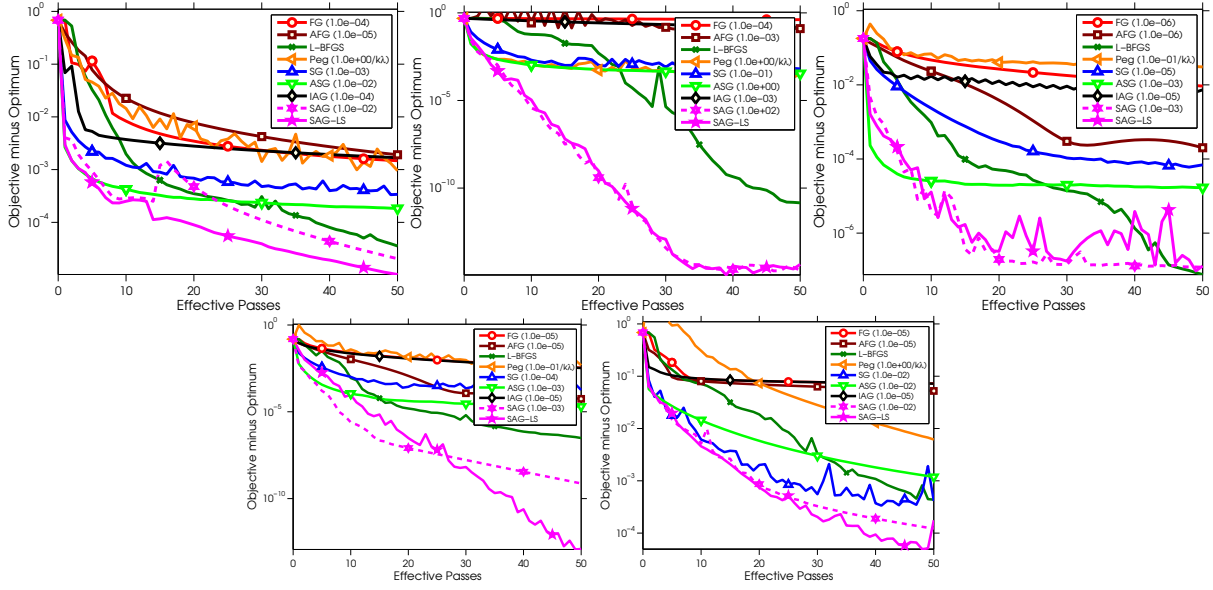 10^0
10^-1
10^-2
10^-3
10^-4
Objective minus Optimum
0 10 20 30 40 50
Effective Passes
FG (1.0e−04)
AFG (1.0e−05)
L−BFGS
Peg (1.0e+00/kλ)
SG (1.0e−03)
ASG (1.0e−02)
IAG (1.0e−04)
SAG (1.0e−02)
SAG−LS
10^0
10^-5
10^-10
Objective minus Optimum
0 10 20 30 40 50
Effective Passes
FG (1.0e−04)
AFG (1.0e−03)
L−BFGS
Peg (1.0e+00/kλ)
SG (1.0e−01)
ASG (1.0e+00)
IAG (1.0e−03)
SAG (1.0e+02)
SAG−LS
10^0
10^-2
10^-4
10^-6
Objective minus Optimum
0 10 20 30 40 50
Effective Passes
FG (1.0e−06)
AFG (1.0e−06)
L−BFGS
Peg (1.0e−01/kλ)
SG (1.0e−05)
ASG (1.0e−03)
IAG (1.0e−05)
SAG (1.0e−03)
SAG−LS
10^0
10^-5
10^-10
Objective minus Optimum
0 10 20 30 40 50
Effective Passes
FG (1.0e−05)
AFG (1.0e−05)
L−BFGS
Peg (1.0e−01/kλ)
SG (1.0e−04)
ASG (1.0e−03)
IAG (1.0e−05)
SAG (1.0e−03)
SAG−LS
10^0
10^-1
10^-2
10^-3
10^-4
Objective minus Optimum
0 10 20 30 40 50
Effective Passes
FG (1.0e−05)
AFG (1.0e−05)
L−BFGS
Peg (1.0e+00/kλ)
SG (1.0e−02)
ASG (1.0e−02)
IAG (1.0e−05)
SAG (1.0e−02)
SAG−LS